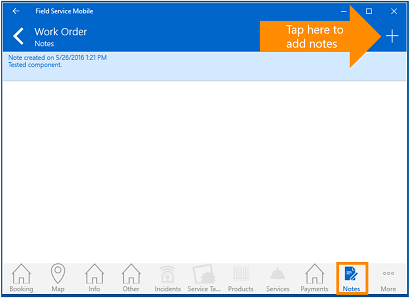 Field Service Mobile
Work Order
Notes
Tap here to
add notes
Note created on 5/26/2016 1:21 PM
Tested component.
Booking
Map
Info
Other
Incidents
Service Ta...
Products
Services
Payments
Notes
More